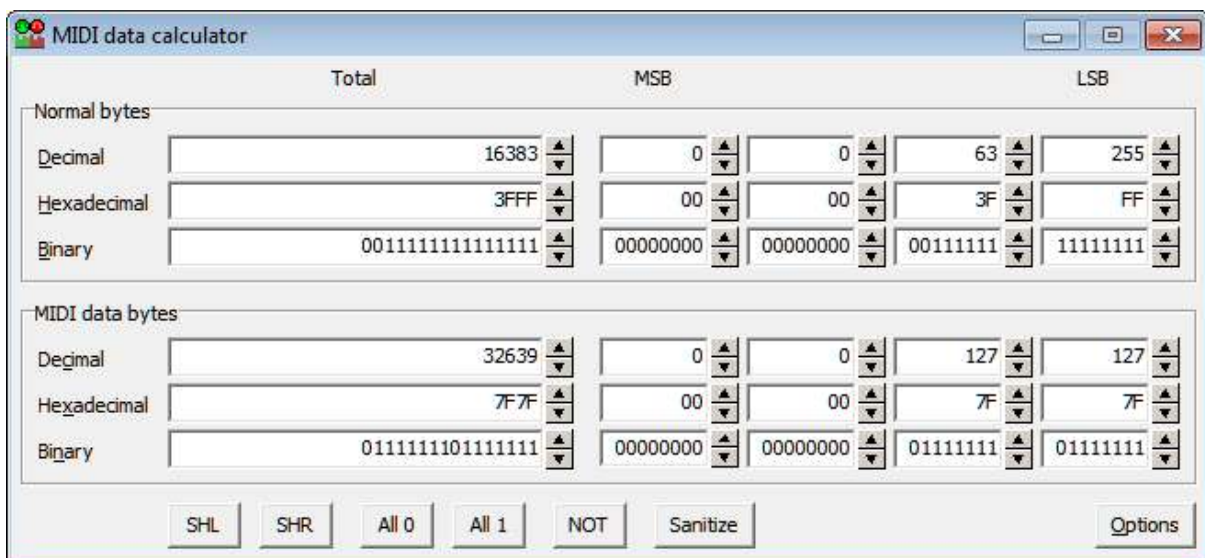 MIDI data calculator
Total MSB LSB
Normal bytes
Decimal 16383 0 0 63 255
Hexadecimal 3FFF 00 00 3F FF
Binary 0011111111111111 00000000 00000000 00111111 11111111
MIDI data bytes
Decimal 32639 0 0 127 127
Hexadecimal 7F7F 00 00 7F 7F
Binary 0111111101111111 00000000 00000000 01111111 01111111
SHL SHR All 0 All 1 NOT Sanitize Options